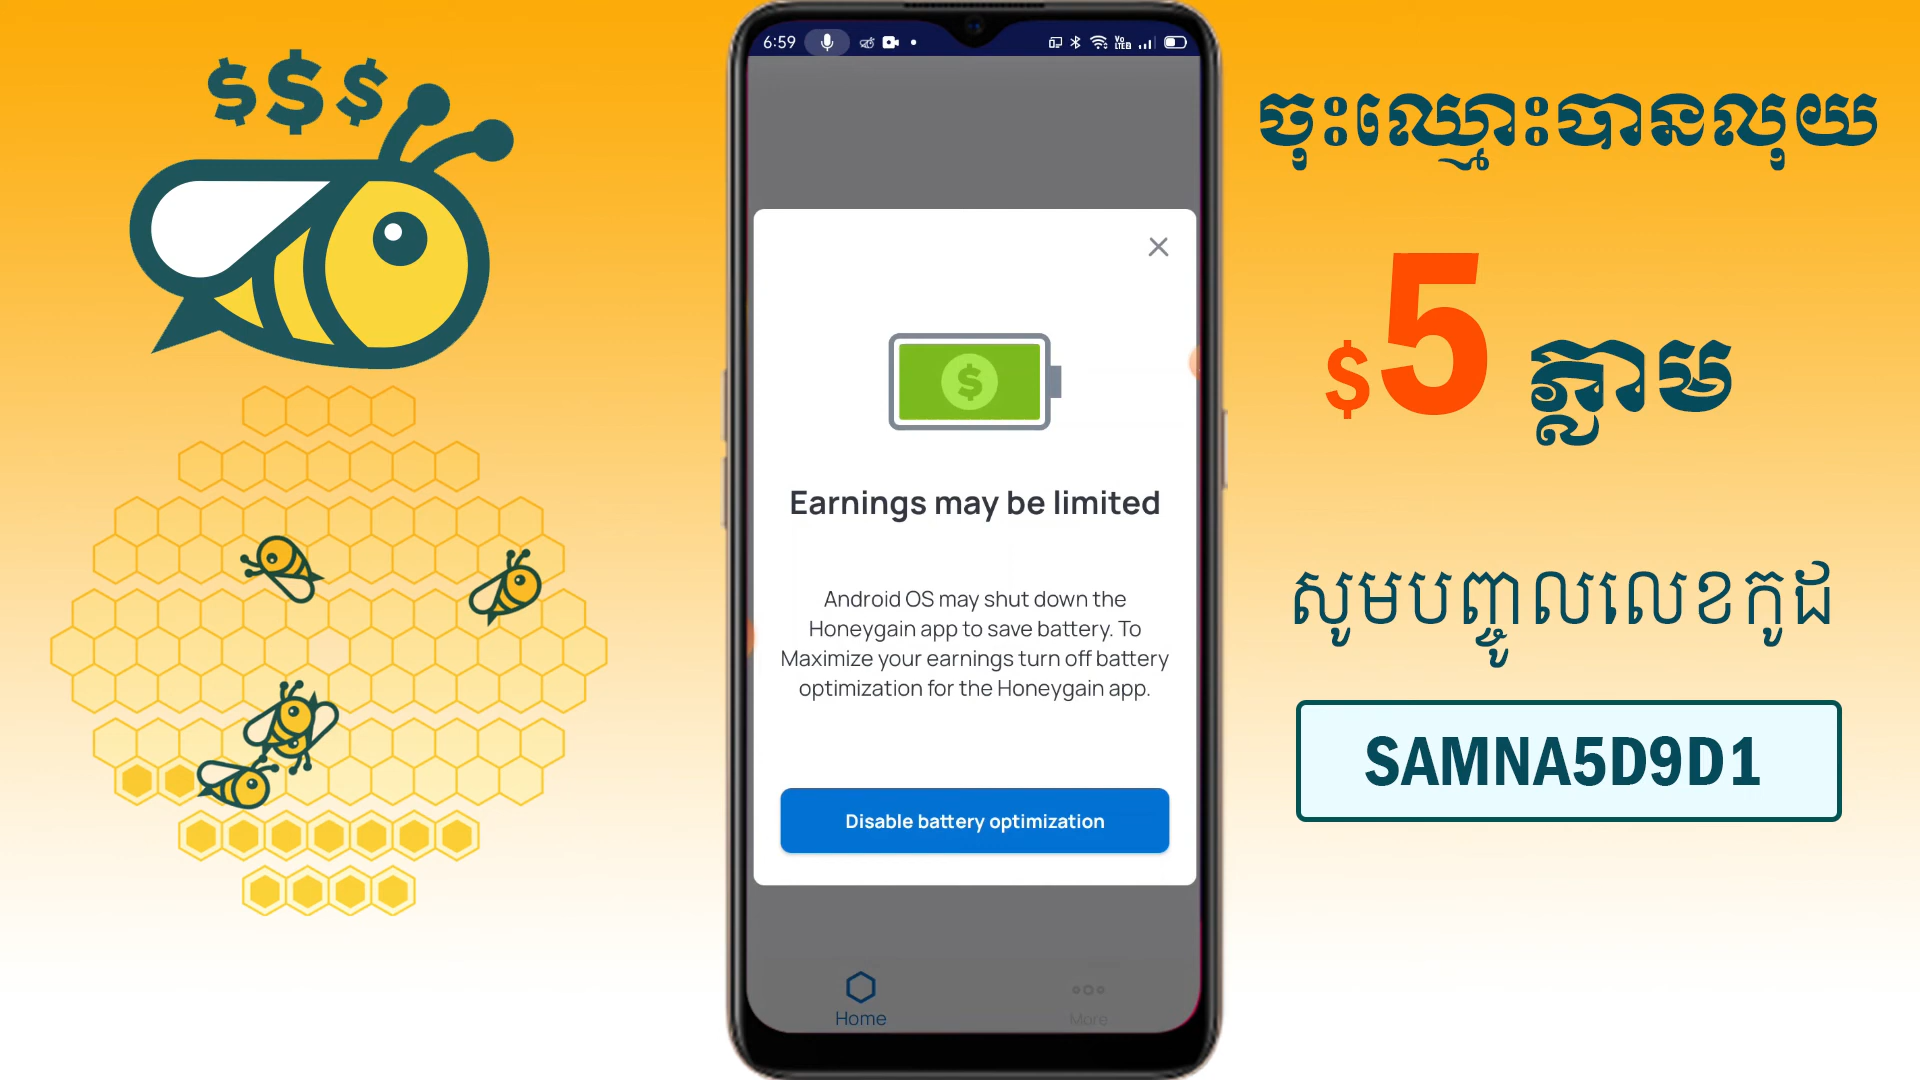 $$$
6:59
Vo
LTE2
Earnings may be limited
Android OS may shut down the
Honeygain app to save battery. To
Maximize your earnings turn off battery
optimization for the Honeygain app.
Disable battery optimization
Home
More
ចុះឈ្មោះបានលុយ
$5 ភ្លាម
សូមបញ្ចូលលេខកូដ
SAMNA5D9D1